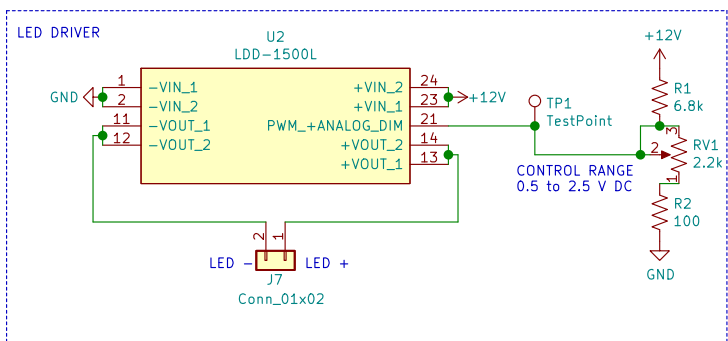 LED DRIVER
U2
LDD-1500L
+12V
GND
1
2
11
12
-VIN_1
-VIN_2
-VOUT_1
-VOUT_2
+VIN_2
+VIN_1
PWM_+ANALOG_DIM
+VOUT_2
+VOUT_1
24
23
21
14
13
+12V
TP1
TestPoint
R1
6.8k
3
2
1
RV1
2.2k
CONTROL RANGE
0.5 to 2.5 V DC
R2
100
GND
2
1
LED -
LED +
J7
Conn_01x02